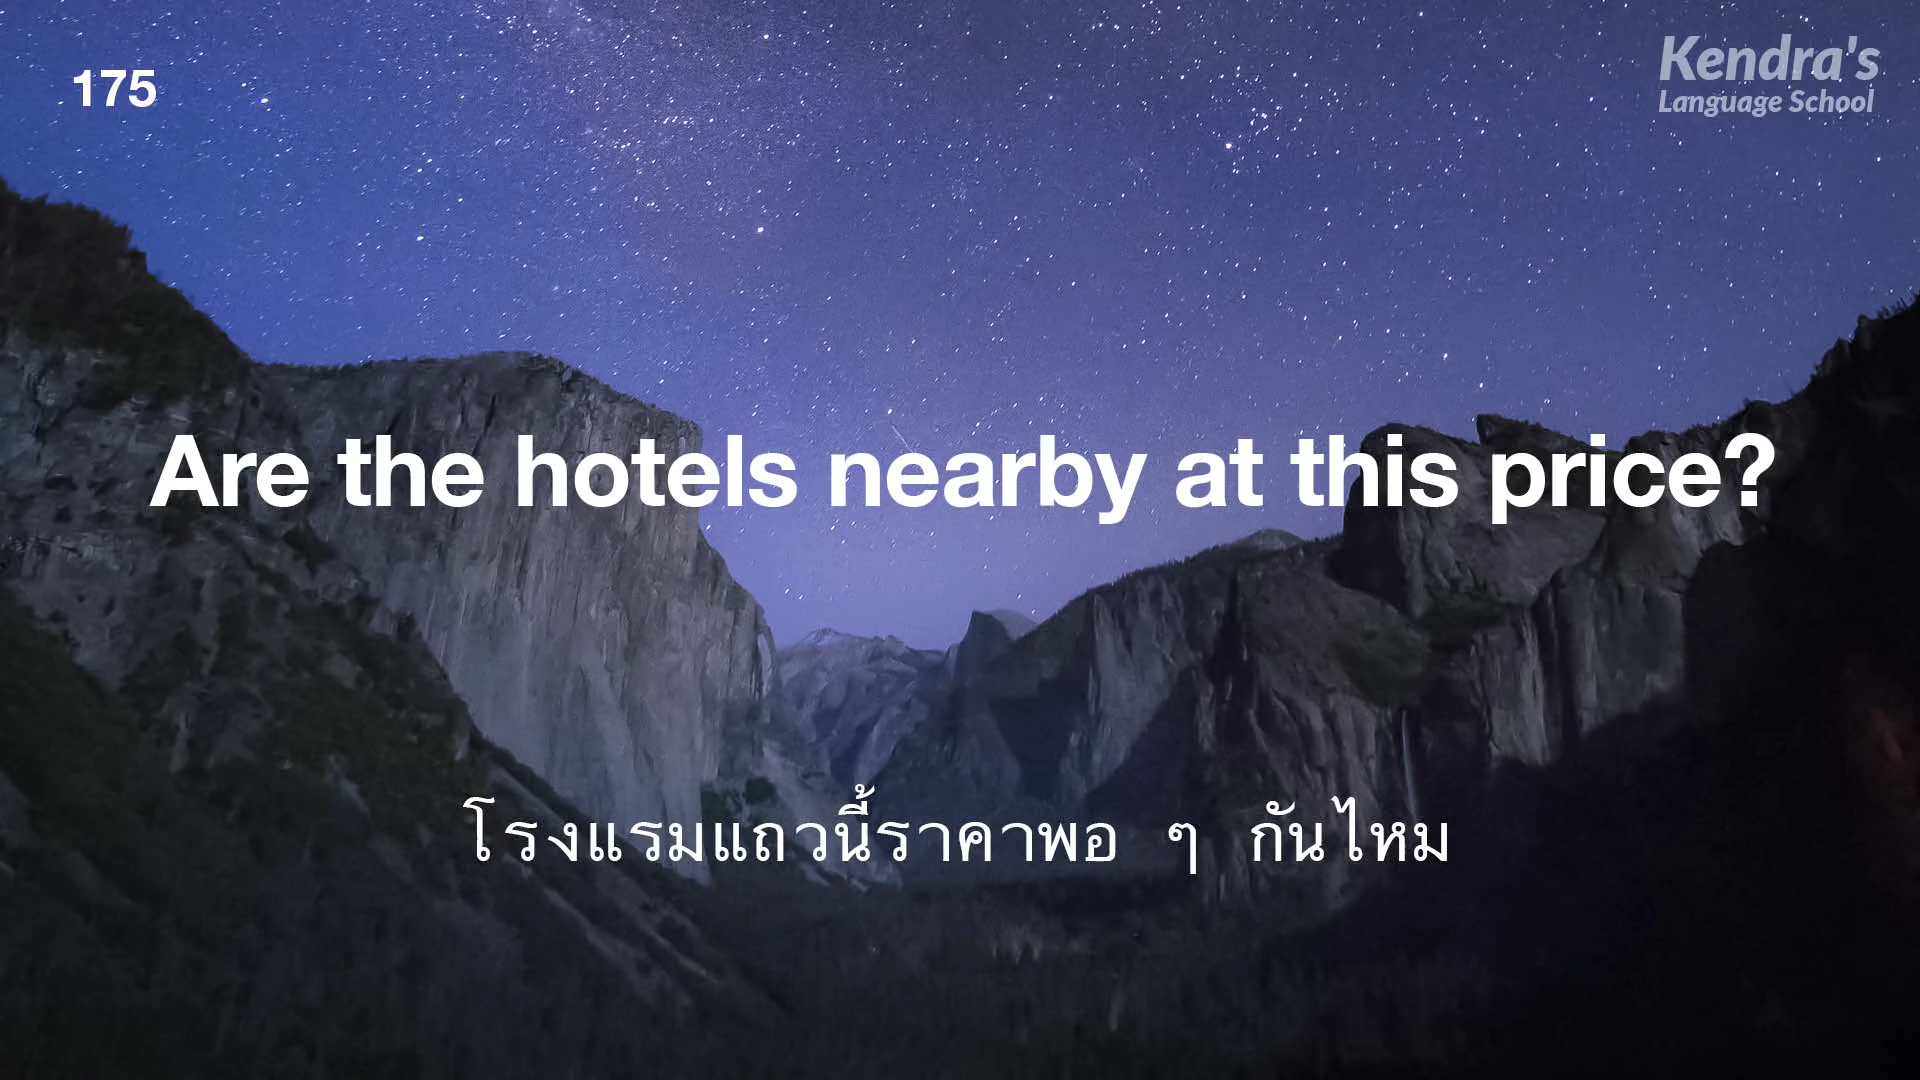 175
Kendra's
Language School
Are the hotels nearby at this price?
โรงแรมแถวนี้ราคาพอ ๆ กันไหม